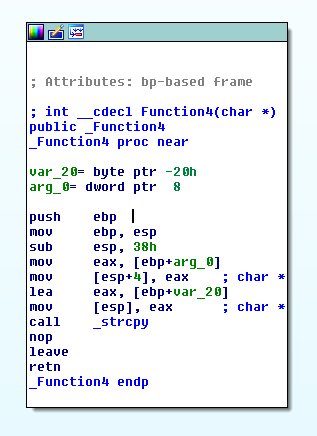 ; Attributes: bp-based frame
; int __cdecl Function4(char *)
public _Function4
_Function4 proc near
var_20= byte ptr -20h
arg_0= dword ptr  8
push    ebp
mov     ebp, esp
sub     esp, 38h
mov     eax, [ebp+arg_0]
mov     [esp+4], eax    ; char *
lea     eax, [ebp+var_20]
mov     [esp], eax      ; char *
call    _strcpy
nop
leave
retn
_Function4 endp